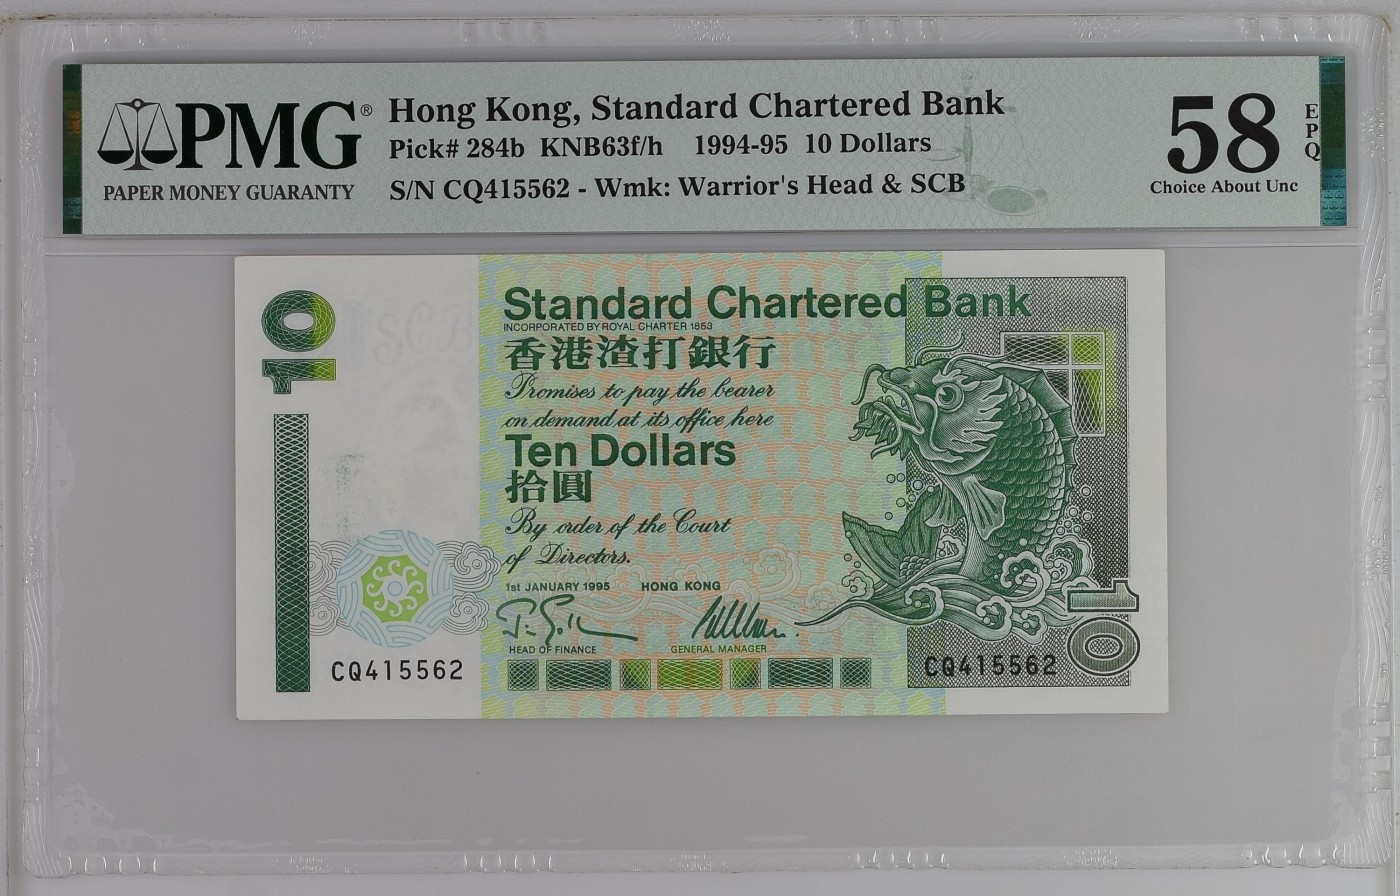 PMG®
PAPER MONEY GUARANTY
Hong Kong, Standard Chartered Bank
Pick# 284b KNB63f/h 1994-95 10 Dollars
S/N CQ415562 - Wmk: Warrior's Head & SCB
58
EPQ
Choice About Unc
10
Standard Chartered Bank
INCORPORATED BY ROYAL CHARTER 1853
香港渣打銀行
Promises to pay the bearer
on demand at its office here
Ten Dollars
拾圓
By order of the Court
of Directors.
1st JANUARY 1995 HONG KONG
HEAD OF FINANCE GENERAL MANAGER
CQ415562
CQ415562
10